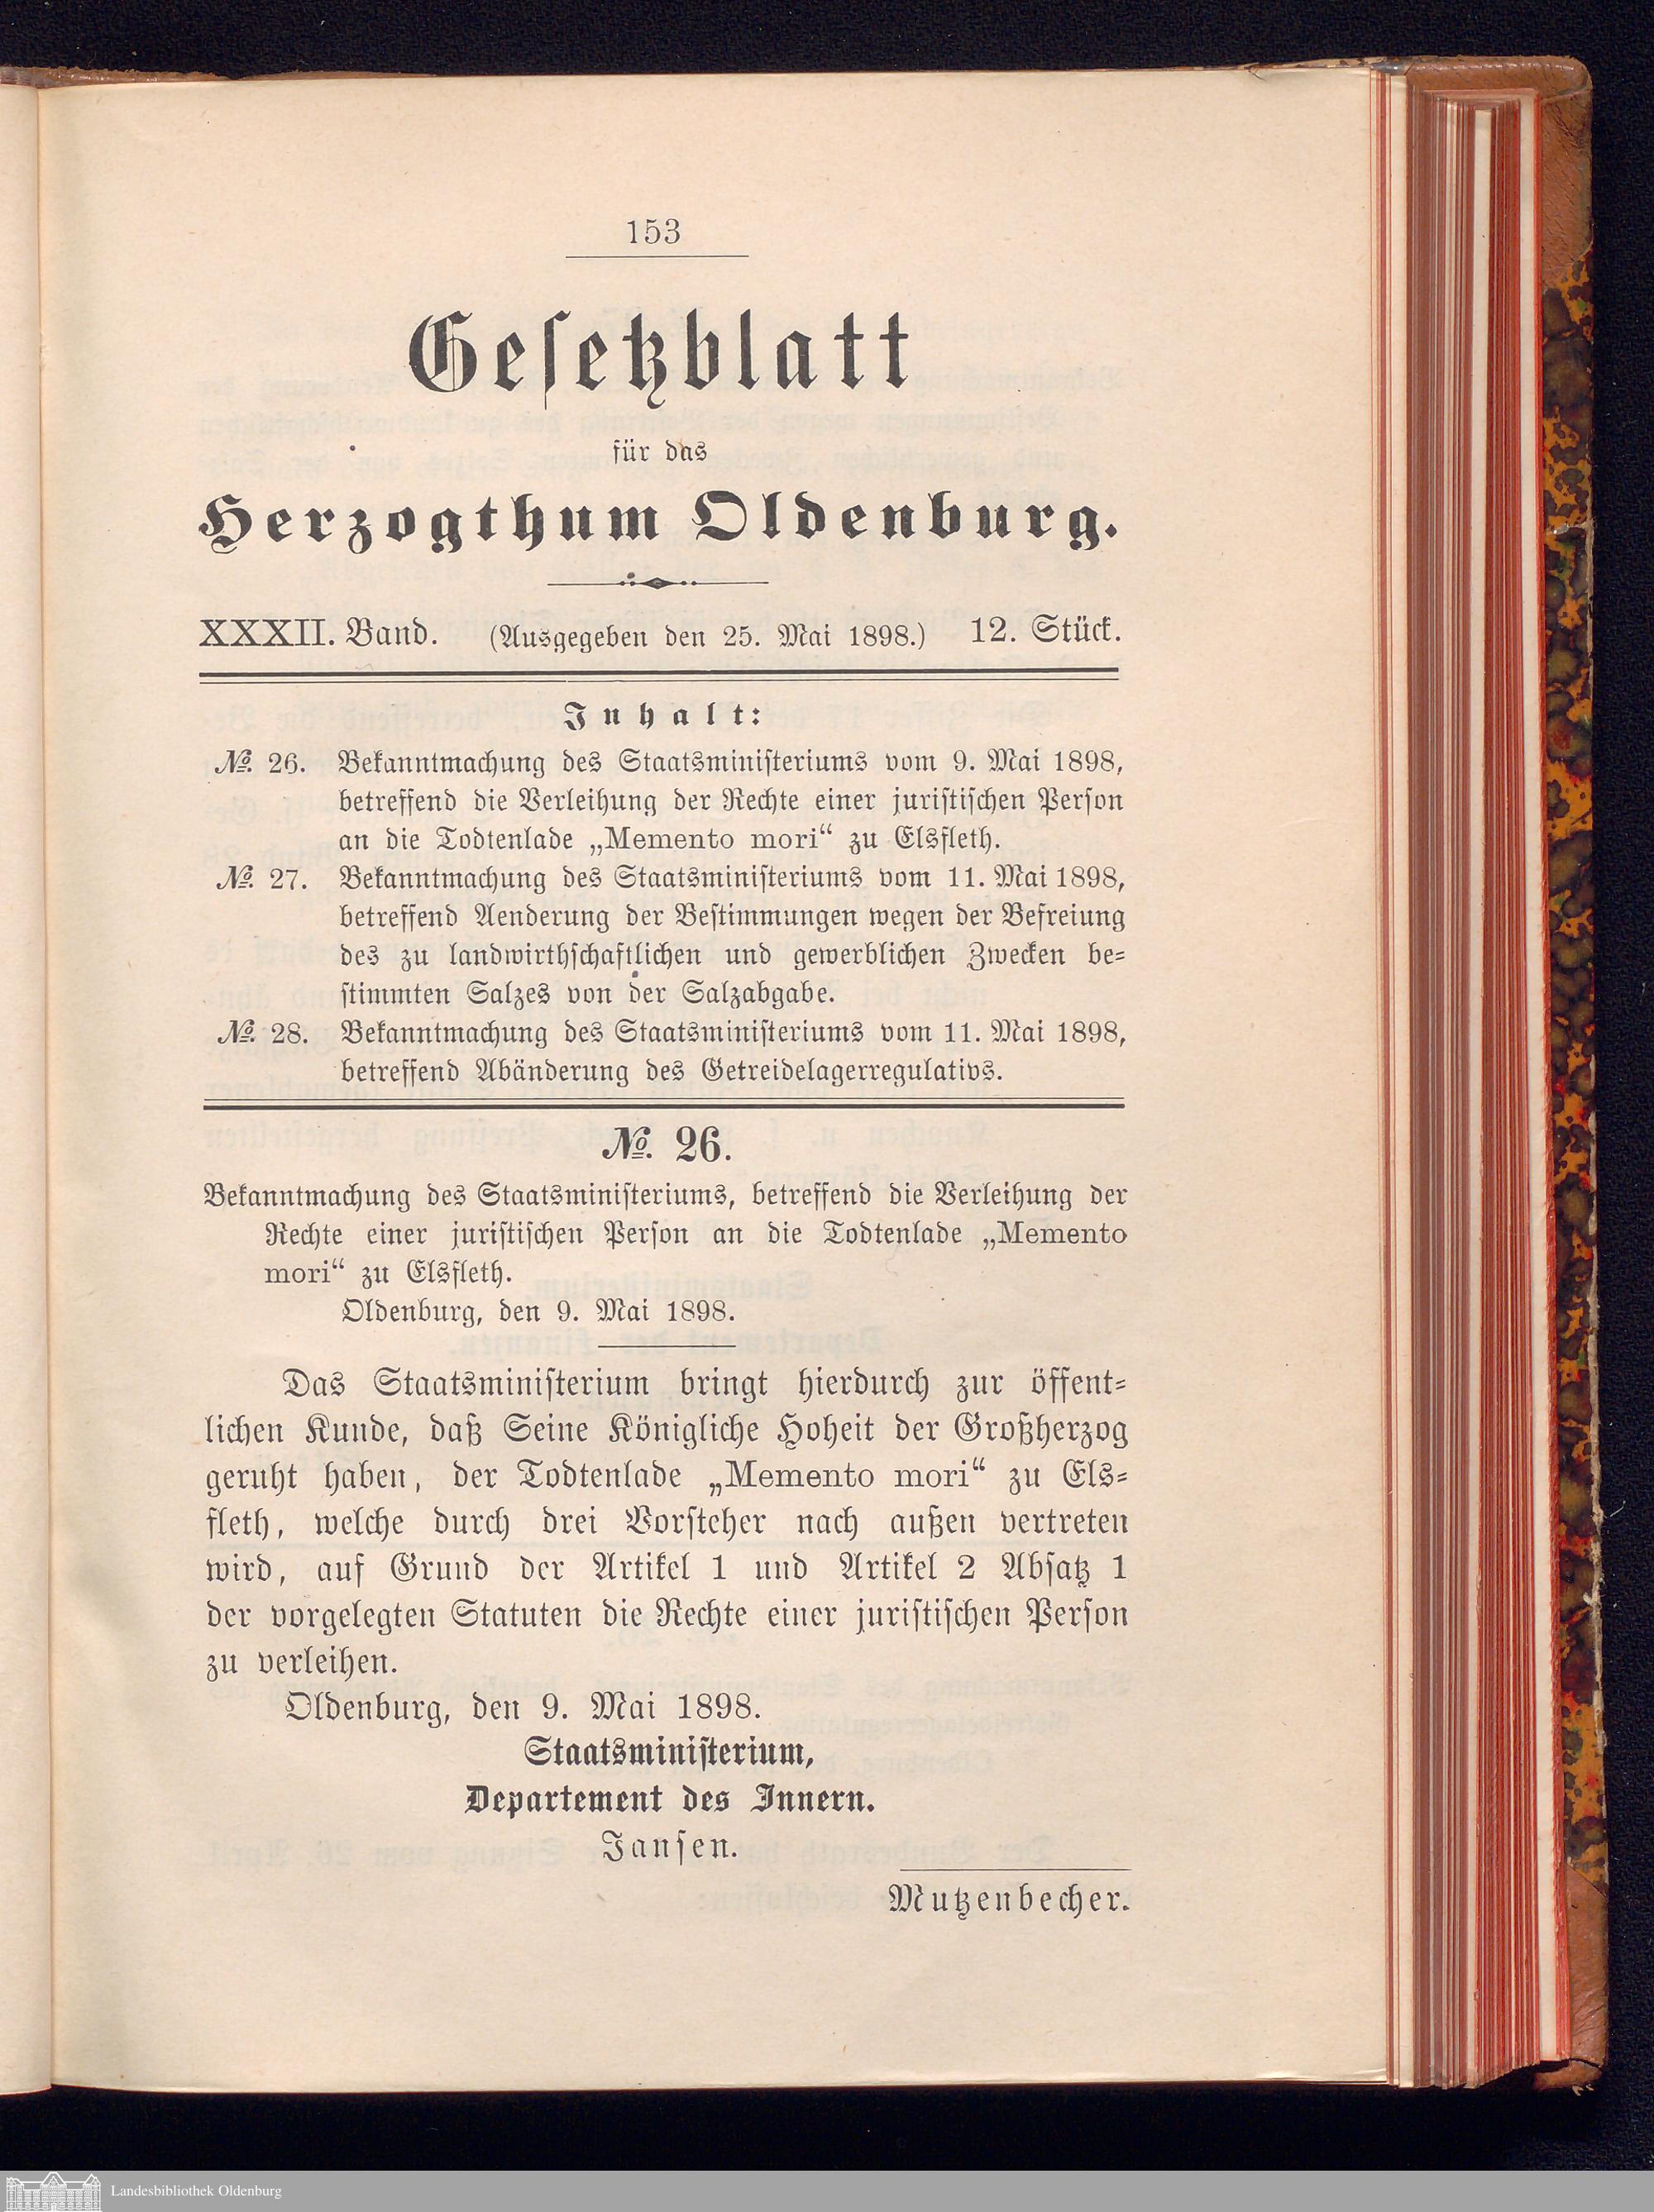 153
Gesetzblatt
für das
Herzogthum Oldenburg.
XXXII. Band. (Ausgegeben den 25. Mai 1898.) 12. Stück.
Inhalt:
№. 26. Bekanntmachung des Staatsministeriums vom 9. Mai 1898,
betreffend die Verleihung der Rechte einer juristischen Person
an die Todtenlade „Memento mori“ zu Elsfleth.
№. 27. Bekanntmachung des Staatsministeriums vom 11. Mai 1898,
betreffend Aenderung der Bestimmungen wegen der Befreiung
des zu landwirthschaftlichen und gewerblichen Zwecken be=
stimmten Salzes von der Salzabgabe.
№. 28. Bekanntmachung des Staatsministeriums vom 11. Mai 1898,
betreffend Abänderung des Getreidelagerregulativs.
№. 26.
Bekanntmachung des Staatsministeriums, betreffend die Verleihung der
Rechte einer juristischen Person an die Todtenlade „Memento
mori“ zu Elsfleth.
Oldenburg, den 9. Mai 1898.
Das Staatsministerium bringt hierdurch zur öffent=
lichen Kunde, daß Seine Königliche Hoheit der Großherzog
geruht haben, der Todtenlade „Memento mori“ zu Els=
fleth, welche durch drei Vorsteher nach außen vertreten
wird, auf Grund der Artikel 1 und Artikel 2 Absatz 1
der vorgelegten Statuten die Rechte einer juristischen Person
zu verleihen.
Oldenburg, den 9. Mai 1898.
Staatsministerium,
Departement des Innern.
Jansen.
Mutzenbecher.
Landesbibliothek Oldenburg